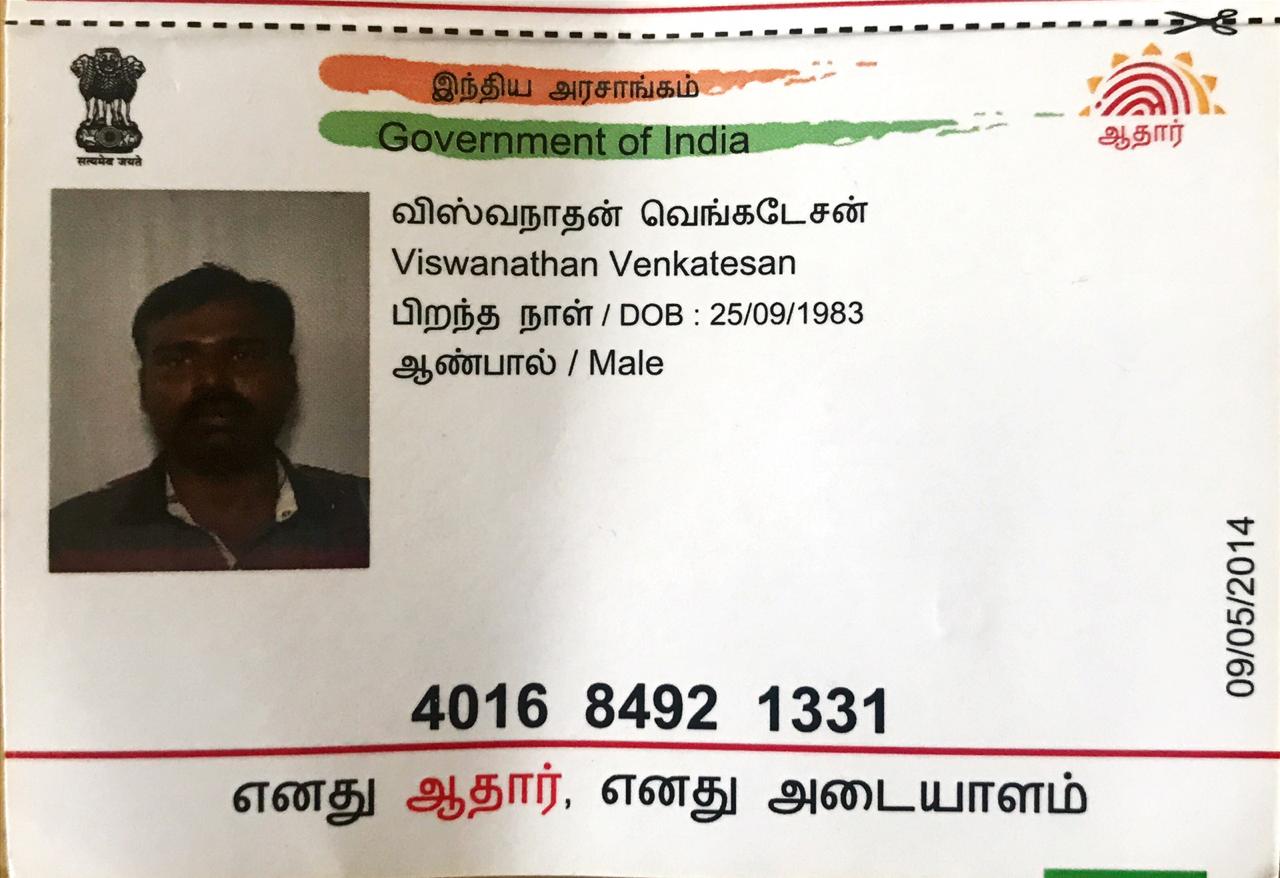 இந்திய அரசாங்கம்
Government of India
सत्यमेव जयते
ஆதார்
விஸ்வநாதன் வெங்கடேசன்
Viswanathan Venkatesan
பிறந்த நாள் / DOB : 25/09/1983
ஆண்பால் / Male
09/05/2014
4016 8492 1331
எனது ஆதார், எனது அடையாளம்